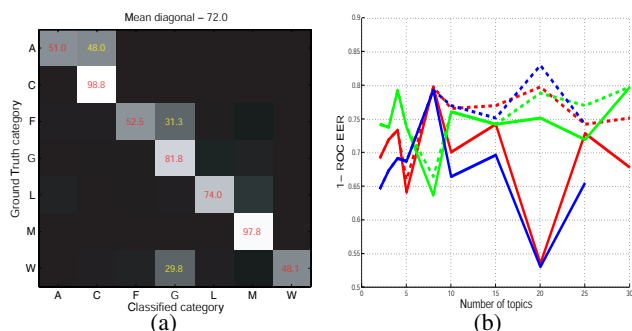 Mean diagonal − 72.0
Ground Truth category
A 51.0 48.0
C 98.8
F 52.5 31.3
G 81.8
L 74.0
M 97.8
W 29.8 48.1
A C F G L M W
Classified category
(a)
1− ROC EER
0.9
0.85
0.8
0.75
0.7
0.65
0.6
0.55
0.5
0 5 10 15 20 25 30
Number of topics
(b)